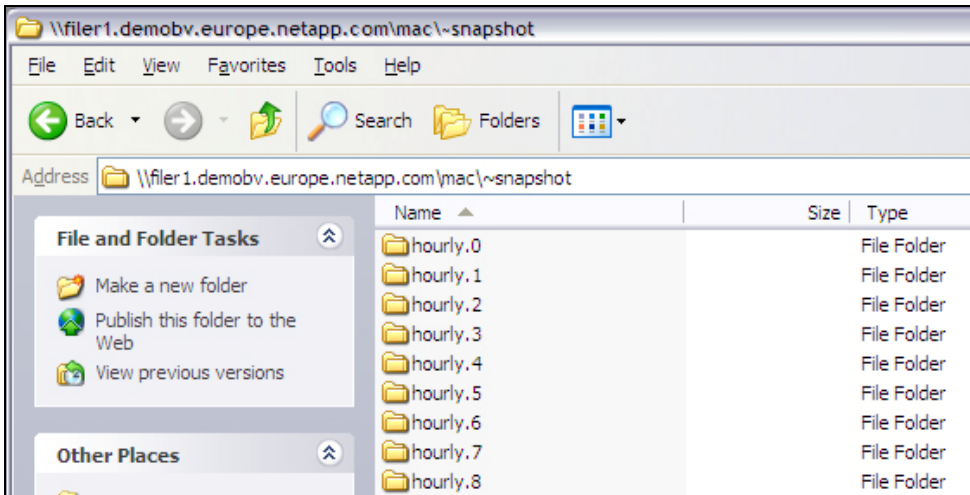 \\filer1.demobv.europe.netapp.com\mac\~snapshot
File Edit View Favorites Tools Help
Back Search Folders
Address \\filer1.demobv.europe.netapp.com\mac\~snapshot
Name Size Type
File and Folder Tasks
Make a new folder
Publish this folder to the
Web
View previous versions
Other Places
hourly.0 File Folder
hourly.1 File Folder
hourly.2 File Folder
hourly.3 File Folder
hourly.4 File Folder
hourly.5 File Folder
hourly.6 File Folder
hourly.7 File Folder
hourly.8 File Folder